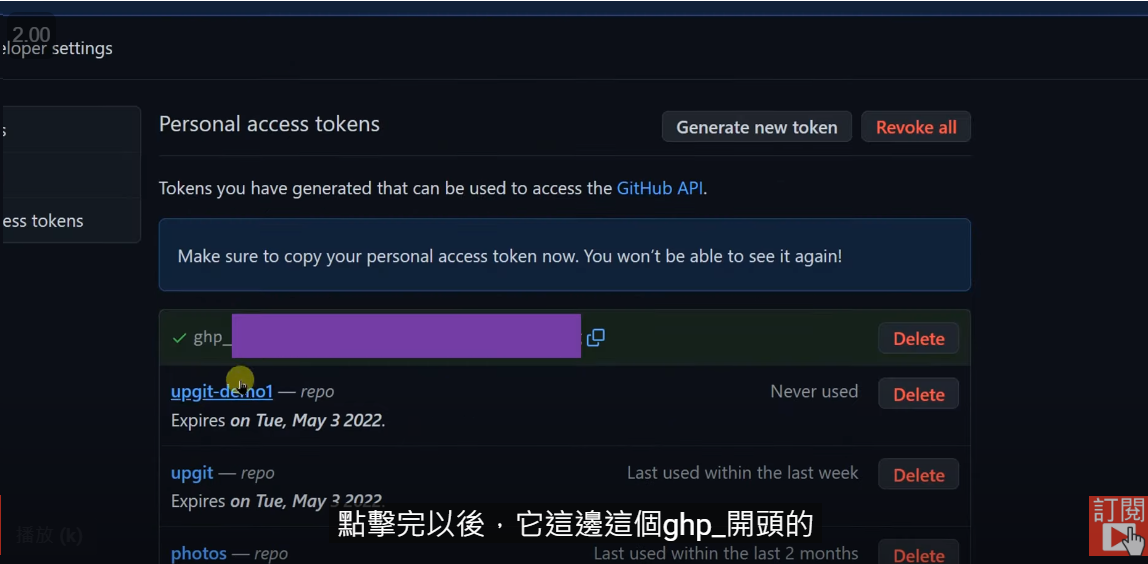 2.00
eloper settings
s
Personal access tokens
Generate new token
Revoke all
Tokens you have generated that can be used to access the GitHub API.
ess tokens
Make sure to copy your personal access token now. You won't be able to see it again!
ghp_
Delete
upgit-demo1 — repo
Never used
Delete
Expires on Tue, May 3 2022.
upgit — repo
Last used within the last week
Delete
Expires on Tue, May 3 2022.
點擊完以後，它這邊這個ghp_開頭的
訂閱
播放 (k)
photos — repo
Last used within the last 2 months
Delete